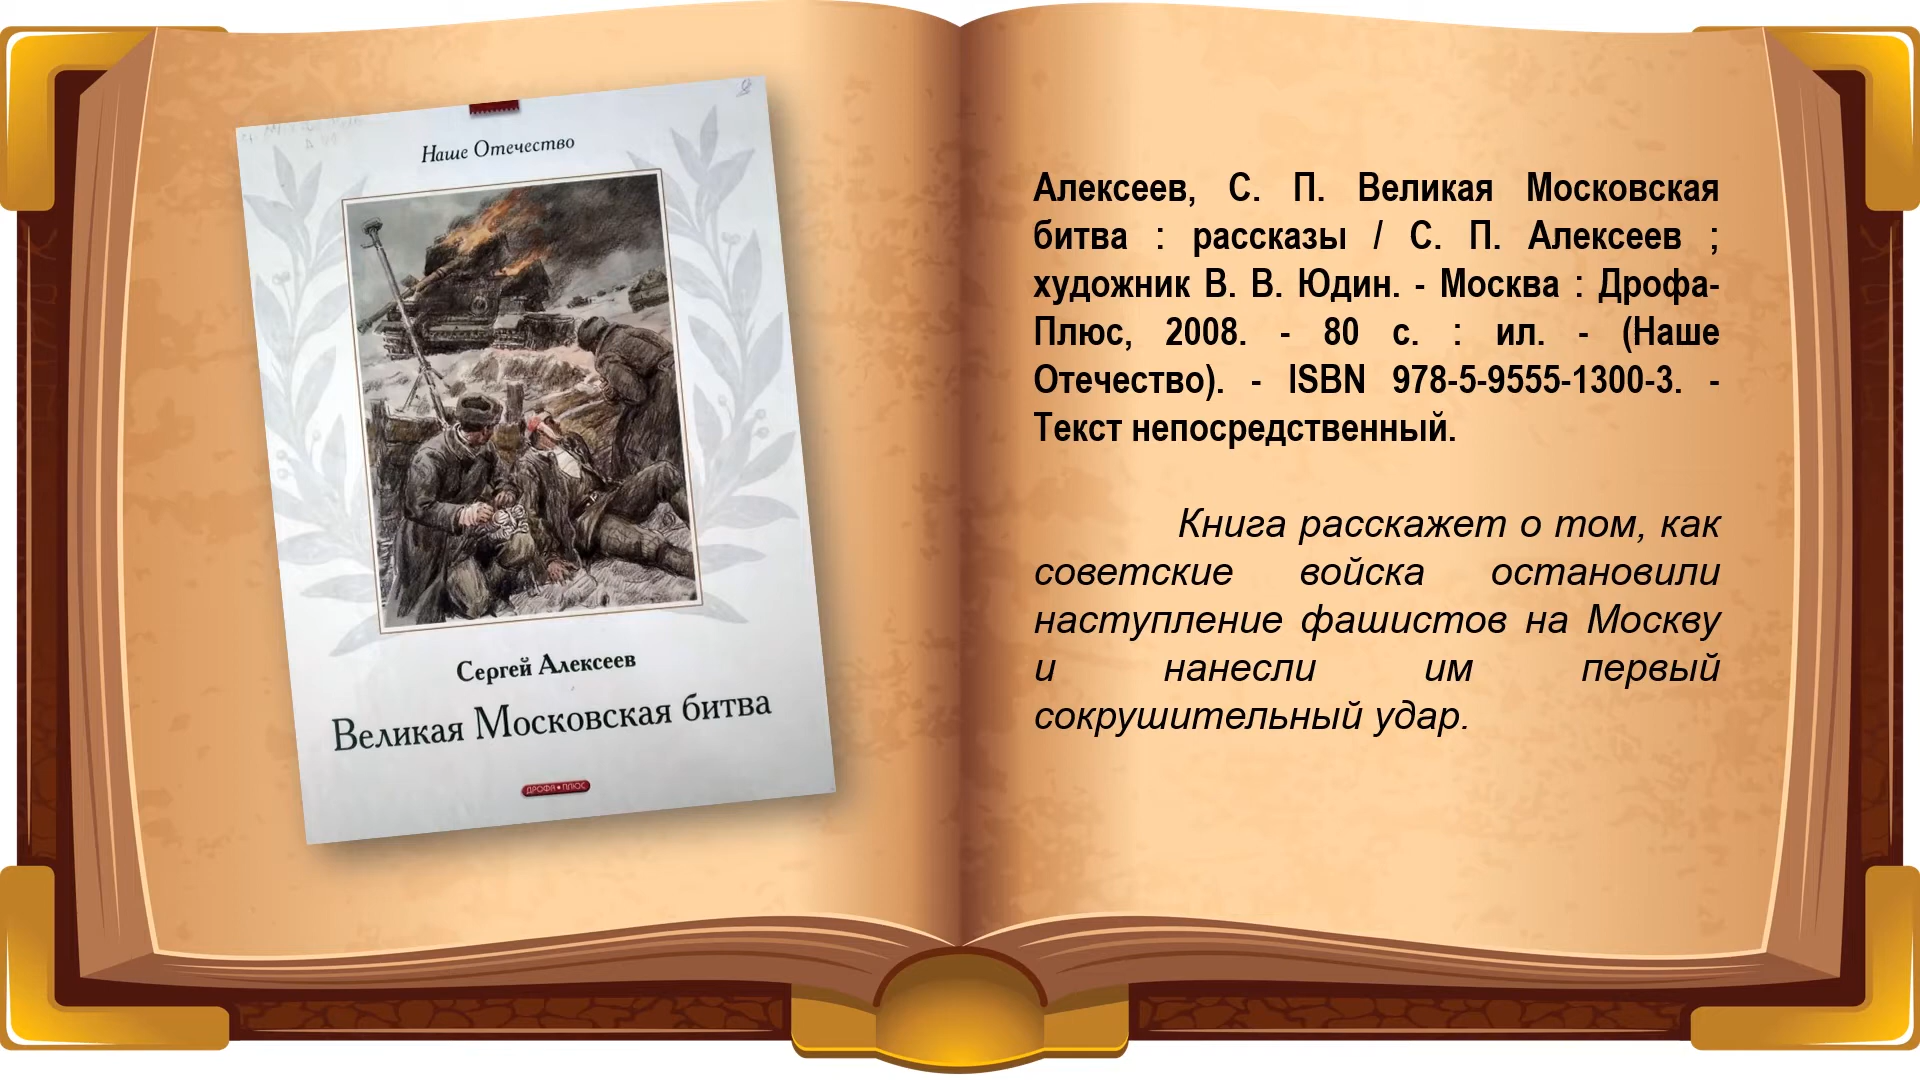 Наше Отечество
Сергей Алексеев
Великая Московская битва
ДРОФА ПЛЮС
Алексеев, С. П. Великая Московская
битва : рассказы / С. П. Алексеев ;
художник В. В. Юдин. - Москва : Дрофа-
Плюс, 2008. - 80 с. : ил. - (Наше
Отечество). - ISBN 978-5-9555-1300-3. -
Текст непосредственный.
Книга расскажет о том, как
советские войска остановили
наступление фашистов на Москву
и нанесли им первый
сокрушительный удар.